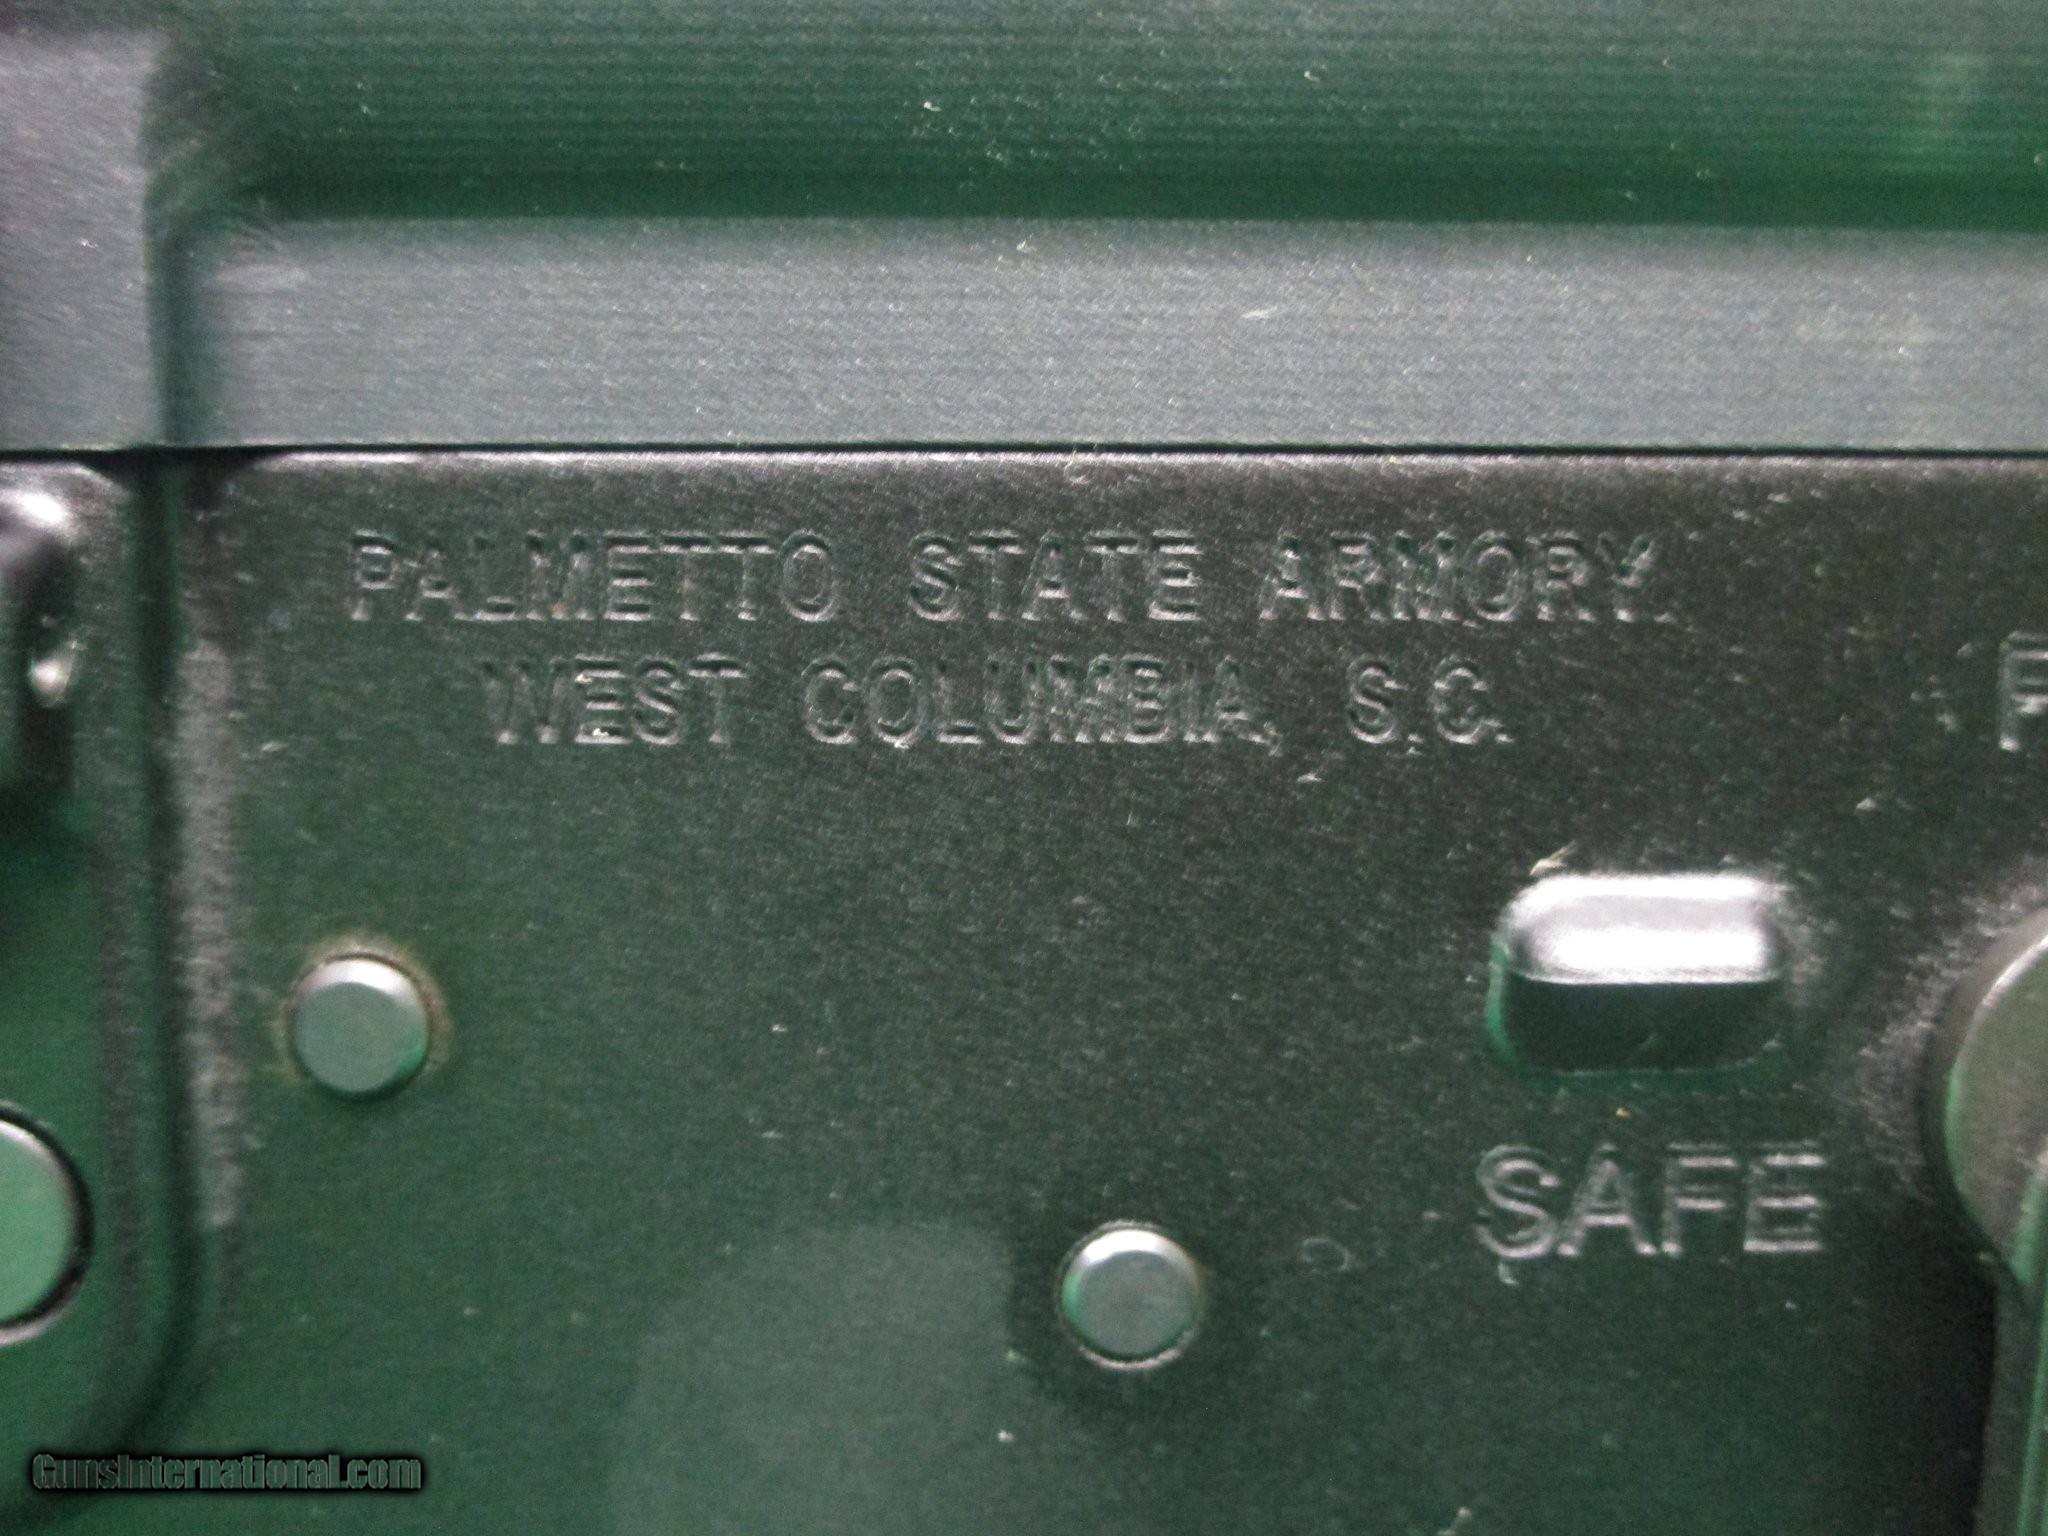 PALMETTO STATE ARMORY.
WEST COLUMBIA, S.C.
SAFE
GunsInternational.com